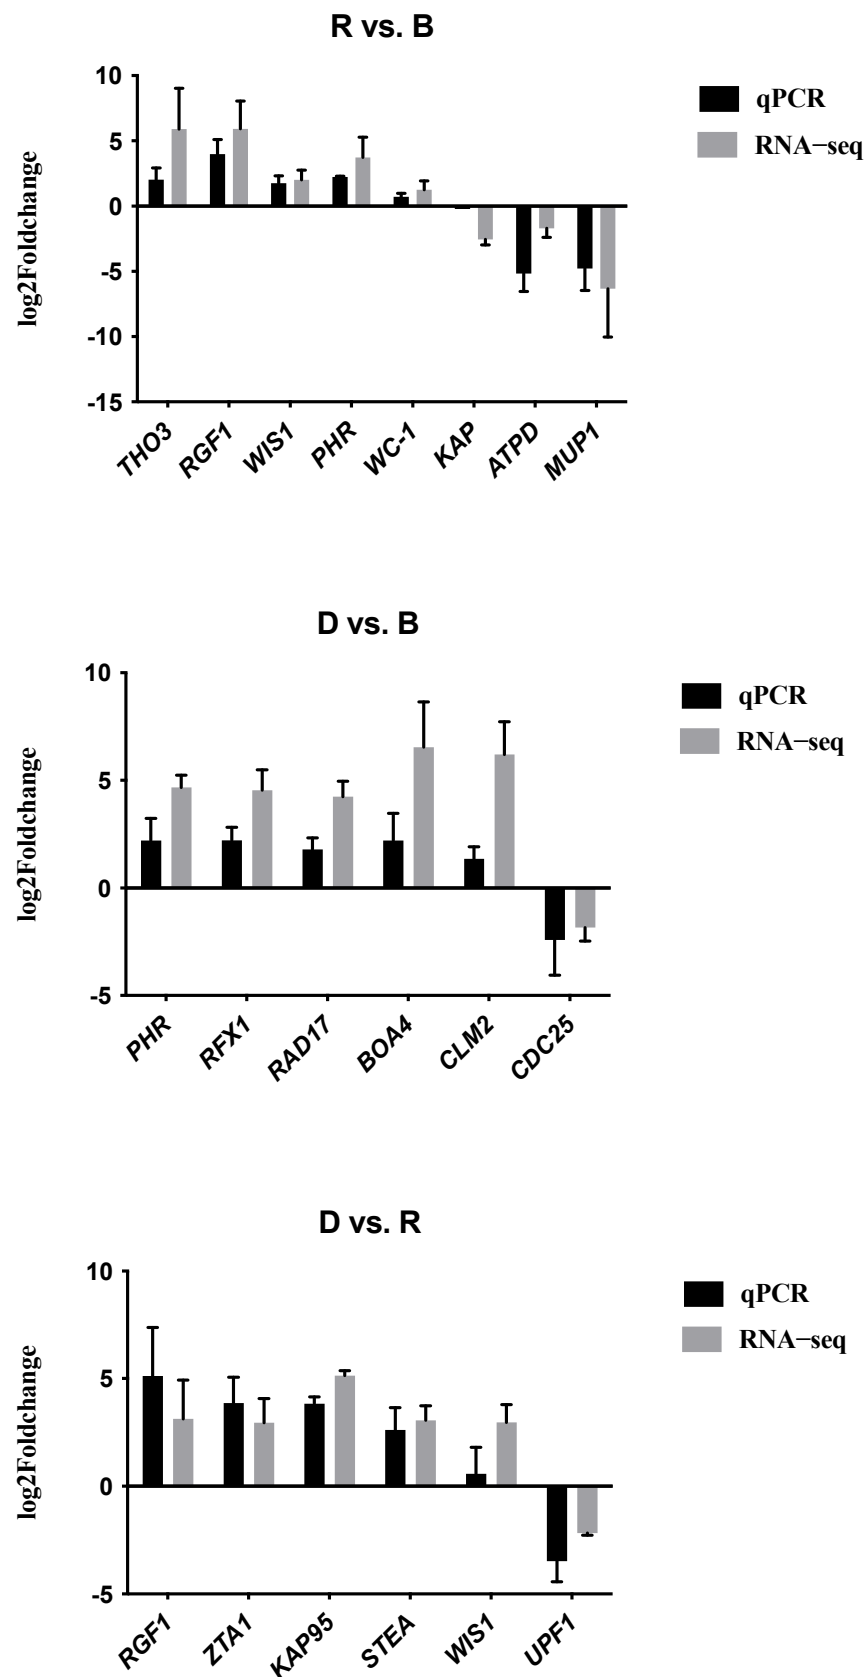 R vs. B
10
5
0
-5
-10
-15
log2Foldchange
qPCR
RNA−seq
THO3 RGF1 WIS1 PHR WC-1 KAP ATPD MUP1
D vs. B
10
5
0
-5
log2Foldchange
qPCR
RNA−seq
PHR RFX1 RAD17 BOA4 CLM2 CDC25
D vs. R
10
5
0
-5
log2Foldchange
qPCR
RNA−seq
RGF1 ZTA1 KAP95 STEA WIS1 UPF1